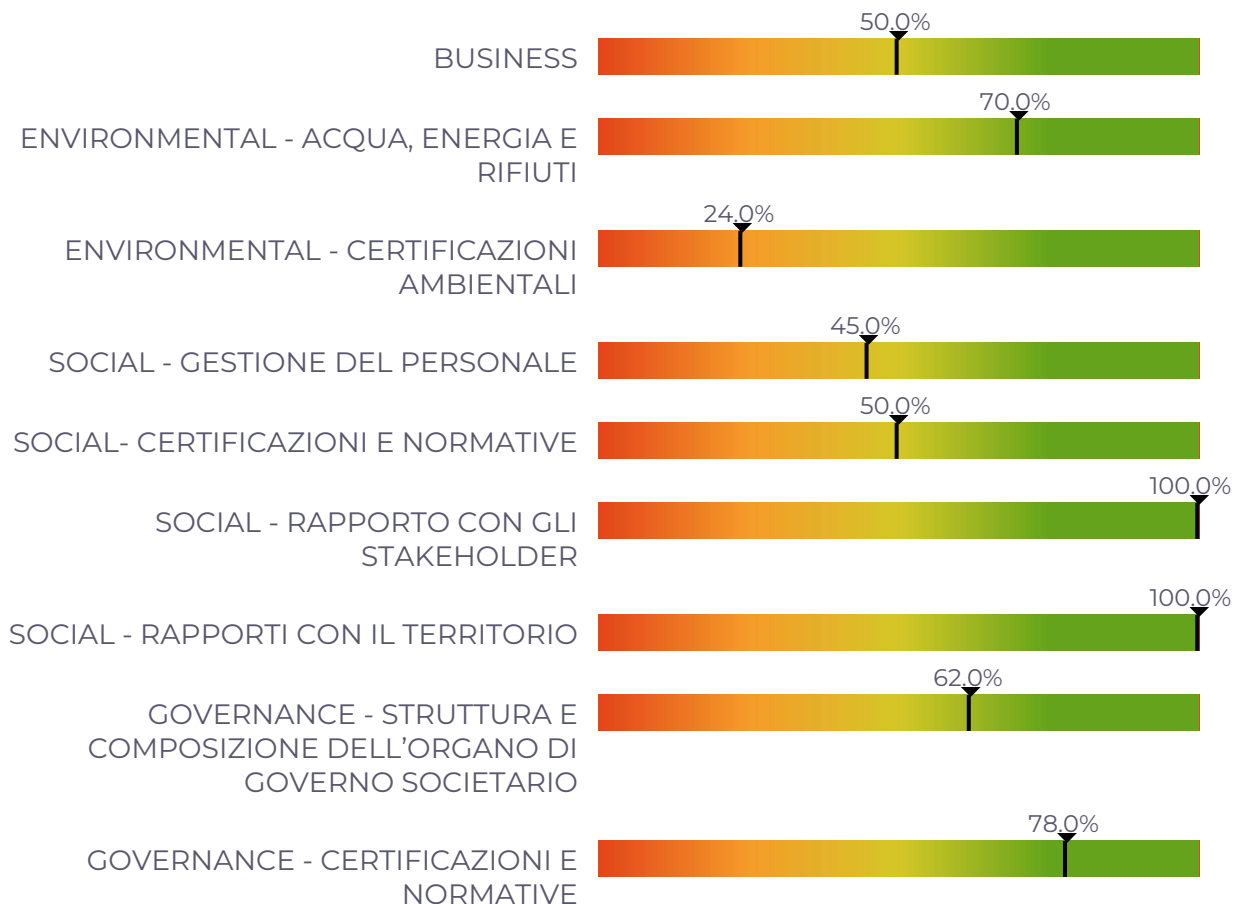 50.0%
BUSINESS
70.0%
ENVIRONMENTAL - ACQUA, ENERGIA E
RIFIUTI
24.0%
ENVIRONMENTAL - CERTIFICAZIONI
AMBIENTALI
45.0%
SOCIAL - GESTIONE DEL PERSONALE
50.0%
SOCIAL- CERTIFICAZIONI E NORMATIVE
100.0%
SOCIAL - RAPPORTO CON GLI
STAKEHOLDER
100.0%
SOCIAL - RAPPORTI CON IL TERRITORIO
62.0%
GOVERNANCE - STRUTTURA E
COMPOSIZIONE DELL’ORGANO DI
GOVERNO SOCIETARIO
78.0%
GOVERNANCE - CERTIFICAZIONI E
NORMATIVE